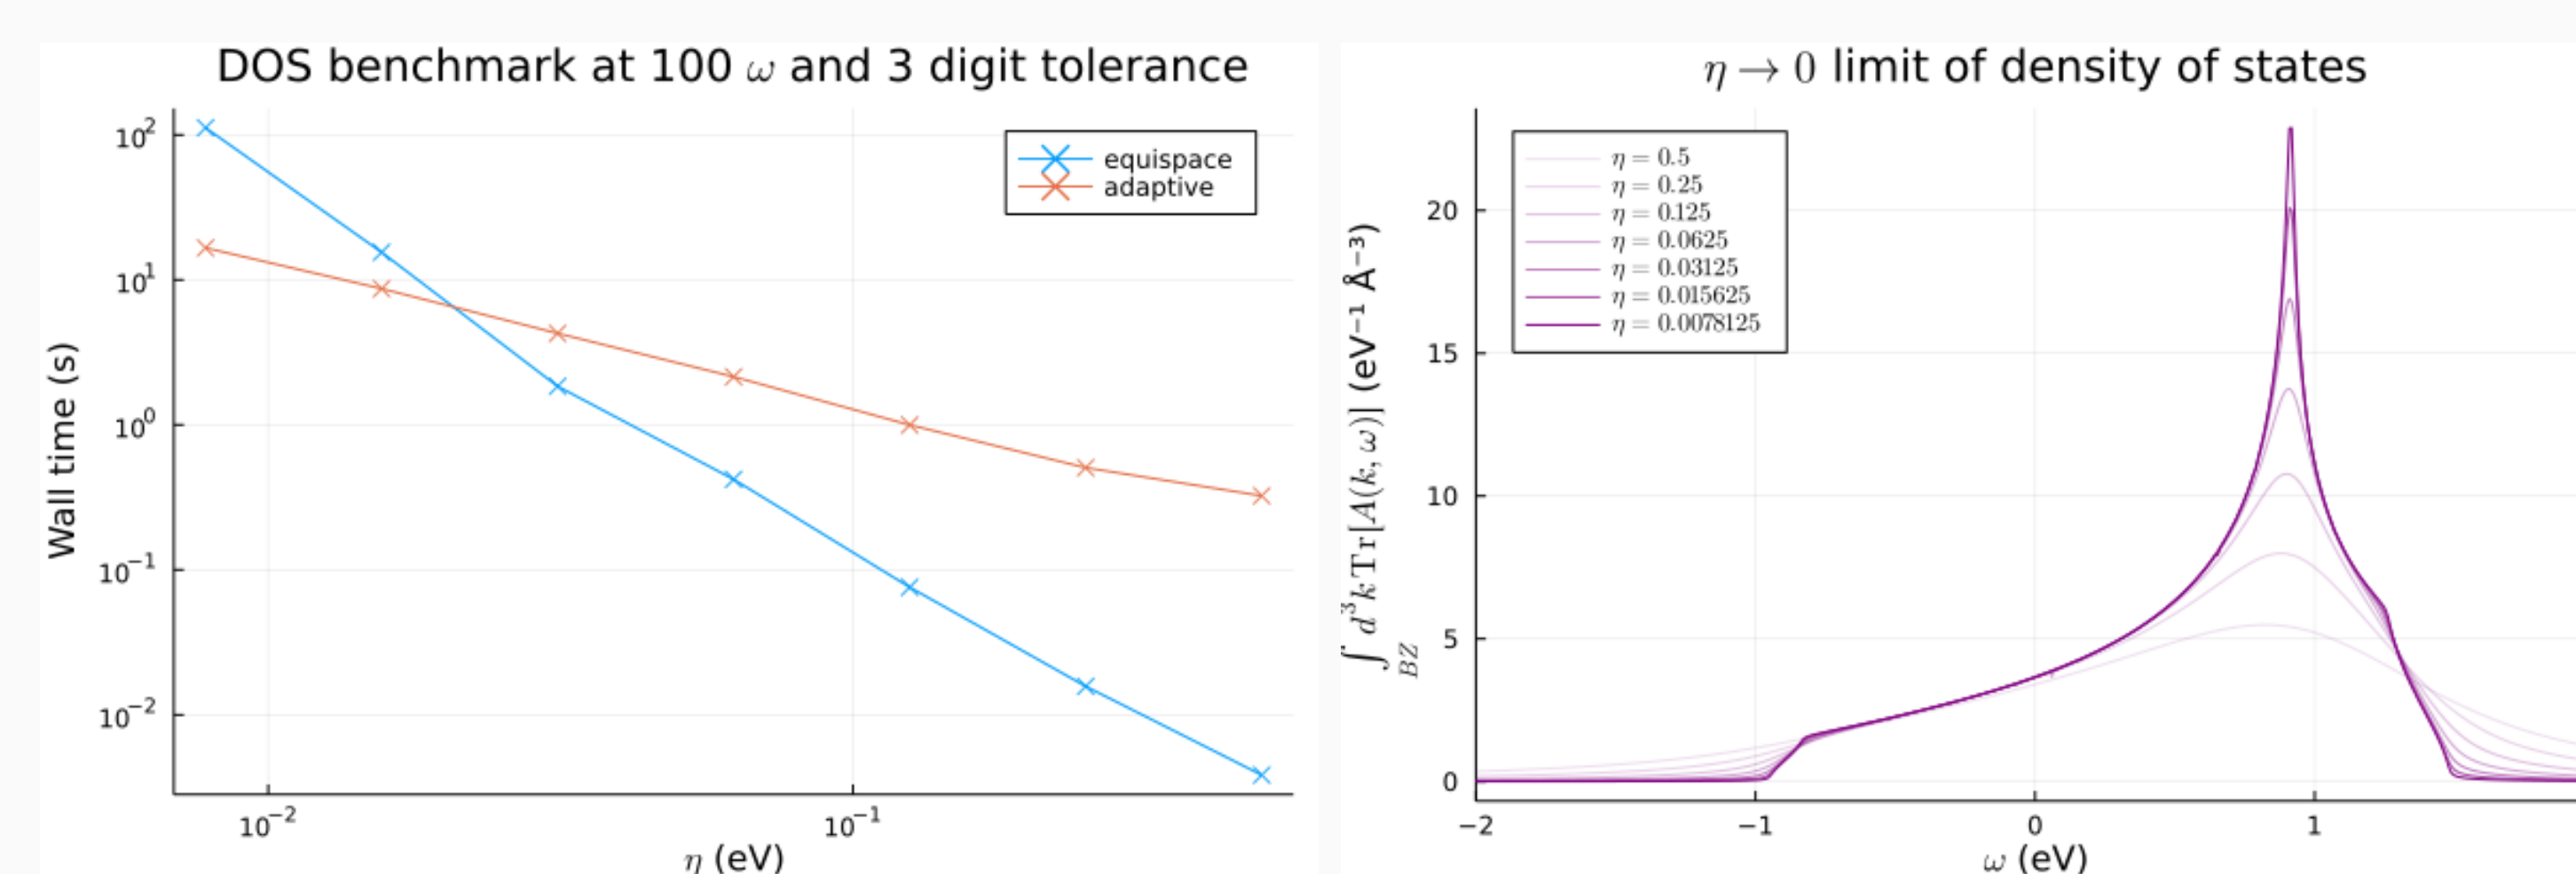 DOS benchmark at 100 ω and 3 digit tolerance
10²
10¹
10⁰
10⁻¹
10⁻²
Wall time (s)
equispace
adaptive
10⁻²
10⁻¹
η (eV)
η → 0 limit of density of states
20
15
10
5
0
∫_{BZ} d³k Tr[A(k, ω)] (eV⁻¹ Å⁻³)
η = 0.5
η = 0.25
η = 0.125
η = 0.0625
η = 0.03125
η = 0.015625
η = 0.0078125
−2
−1
0
1
ω (eV)